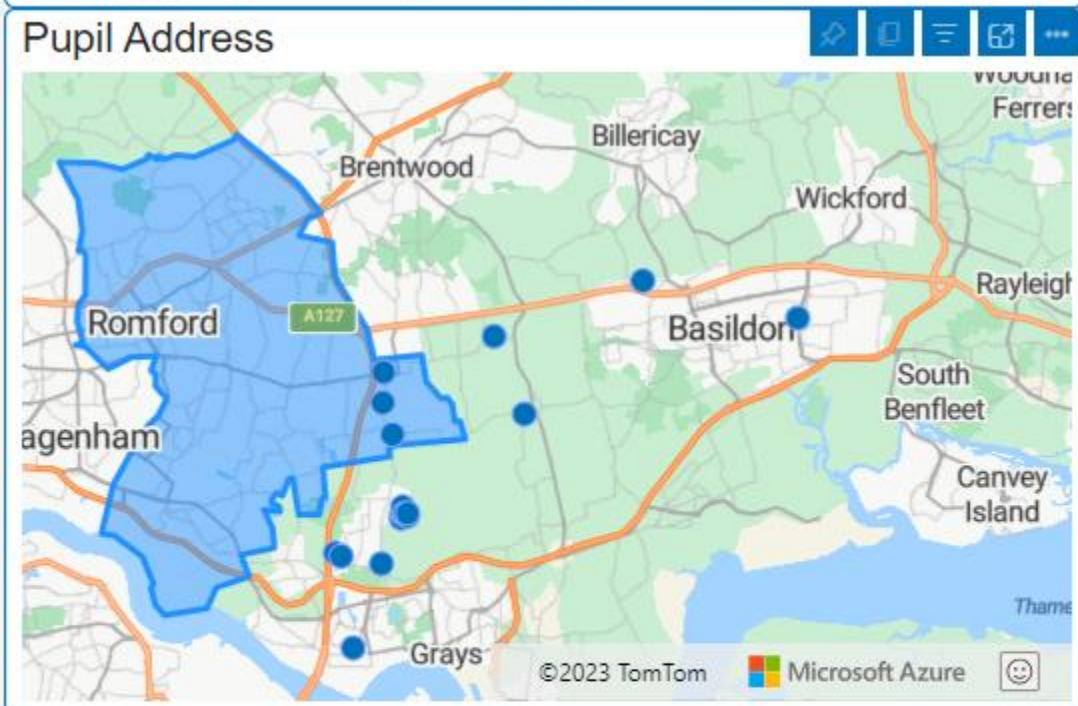 Pupil Address
Ferrers
Billericay
Brentwood
Wickford
Rayleigh
Romford
A127
Basildon
South
Benfleet
agenham
Canvey
Island
Thame
Grays
©2023 TomTom
Microsoft Azure